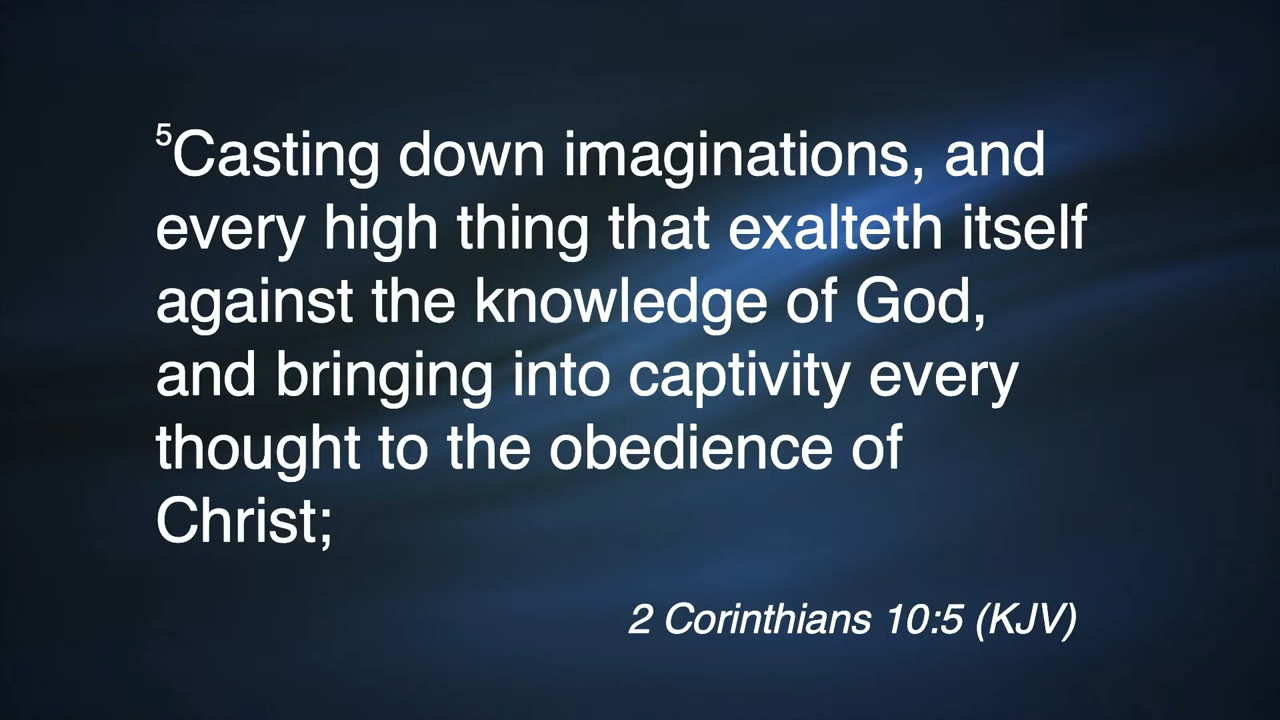 ⁵Casting down imaginations, and
every high thing that exalteth itself
against the knowledge of God,
and bringing into captivity every
thought to the obedience of
Christ;
2 Corinthians 10:5 (KJV)